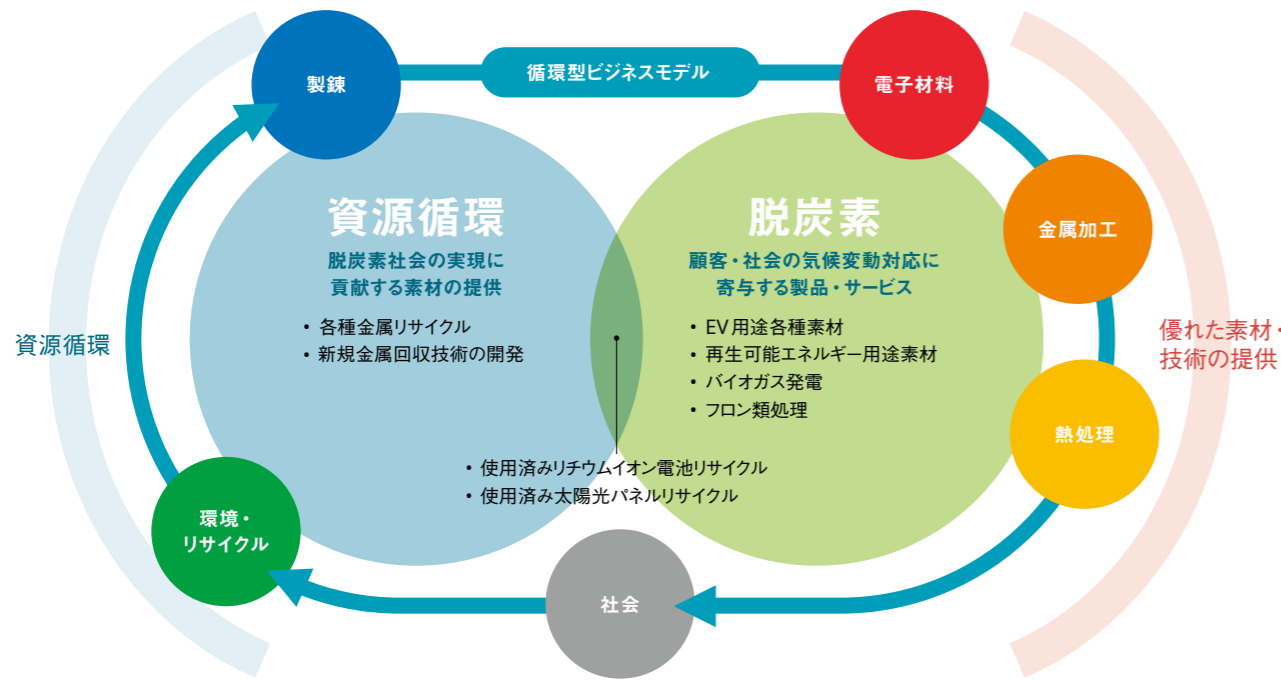 製錬
循環型ビジネスモデル
電子材料
金属加工
資源循環
脱炭素社会の実現に
貢献する素材の提供
• 各種金属リサイクル
• 新規金属回収技術の開発
脱炭素
顧客・社会の気候変動対応に
寄与する製品・サービス
• EV用途各種素材
• 再生可能エネルギー用途素材
• バイオガス発電
• フロン類処理
資源循環
優れた素材・
技術の提供
熱処理
• 使用済みリチウムイオン電池リサイクル
• 使用済み太陽光パネルリサイクル
環境・
リサイクル
社会